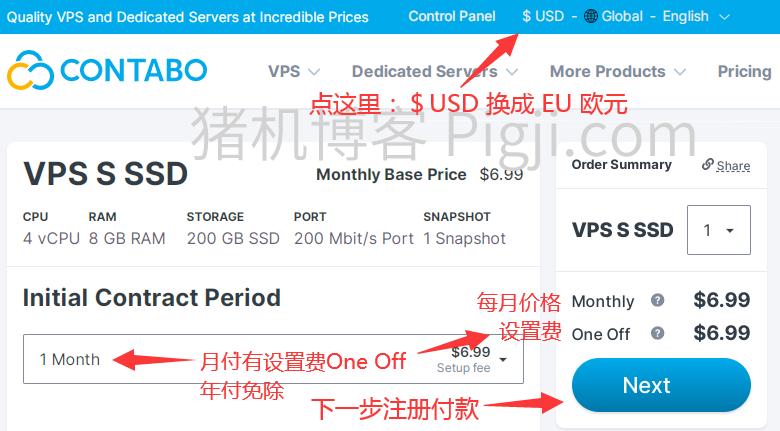 Quality VPS and Dedicated Servers at Incredible Prices
Control Panel
$ USD - Global - English
CONTABO
VPS
Dedicated Servers
More Products
Pricing
点这里：$ USD 换成 EU 欧元
猪机博客 Pigji.com
VPS S SSD
Monthly Base Price $6.99
Order Summary
Share
CPU RAM STORAGE PORT SNAPSHOT
4 vCPU 8 GB RAM 200 GB SSD 200 Mbit/s Port 1 Snapshot
VPS S SSD
1
Initial Contract Period
每月价格
设置费
Monthly ? $6.99
One Off ? $6.99
1 Month
月付有设置费One Off
年付免除
$6.99
Setup fee
Next
下一步注册付款